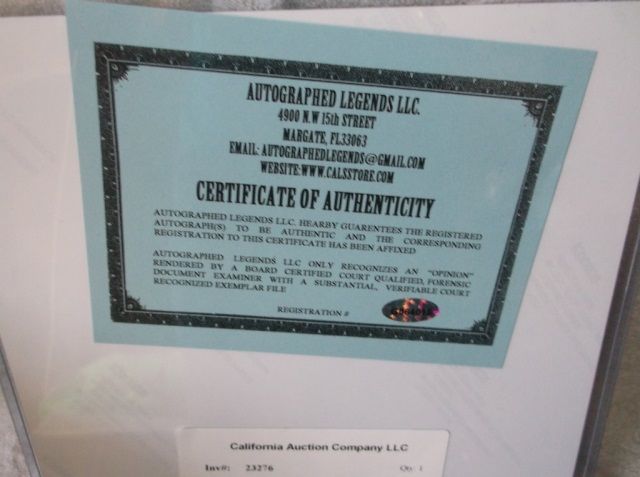 AUTOGRAPHED LEGENDS LLC.
4900 N.W 15th STREET
MARGATE, FL33063
EMAIL: AUTOGRAPHEDLEGENDS@GMAIL.COM
WEBSITE:WWW.CALSSTORE.COM
CERTIFICATE OF AUTHENTICITY
AUTOGRAPHED LEGENDS LLC. HEARBY GUARENTEES THE REGISTERED
AUTOGRAPH(S) TO BE AUTHENTIC AND THE CORRESPONDING
REGISTRATION TO THIS CERTIFICATE HAS BEEN AFFIXED
AUTOGRAPHED LEGENDS LLC ONLY RECOGNIZES AN "OPINION"
RENDERED BY A BOARD CERTIFIED COURT QUALIFIED, FORENSIC
DOCUMENT EXAMINER WITH A SUBSTANTIAL, VERIFIABLE COURT
RECOGNIZED EXEMPLAR FILE
REGISTRATION #
California Auction Company LLC
Inv#: 23276 Qty: 1